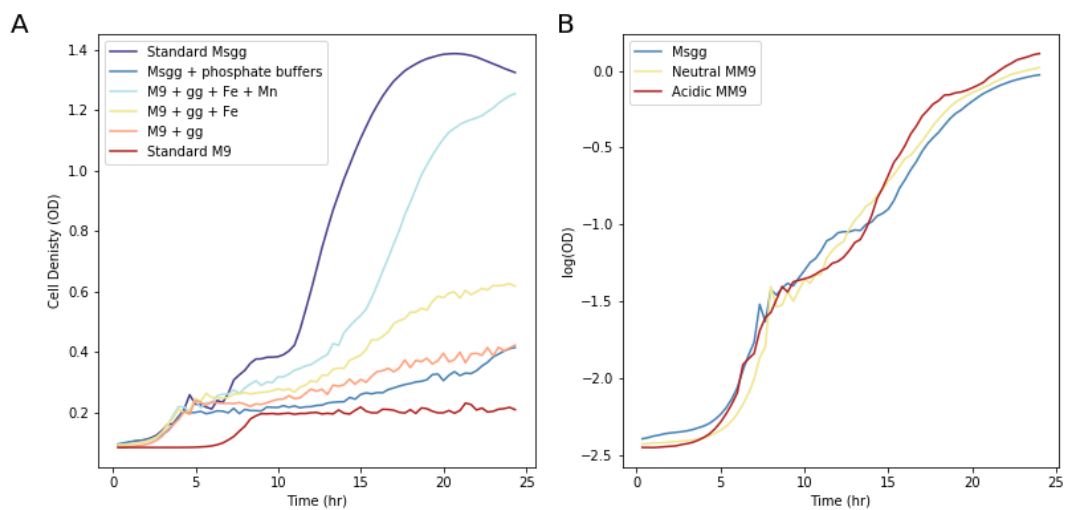 A
B
Standard Msgg
Msgg + phosphate buffers
M9 + gg + Fe + Mn
M9 + gg + Fe
M9 + gg
Standard M9
1.4
1.2
1.0
0.8
0.6
0.4
0.2
Cell Denisty (OD)
0
5
10
15
20
25
Time (hr)
Msgg
Neutral MM9
Acidic MM9
0.0
−0.5
−1.0
−1.5
−2.0
−2.5
log(OD)
0
5
10
15
20
25
Time (hr)